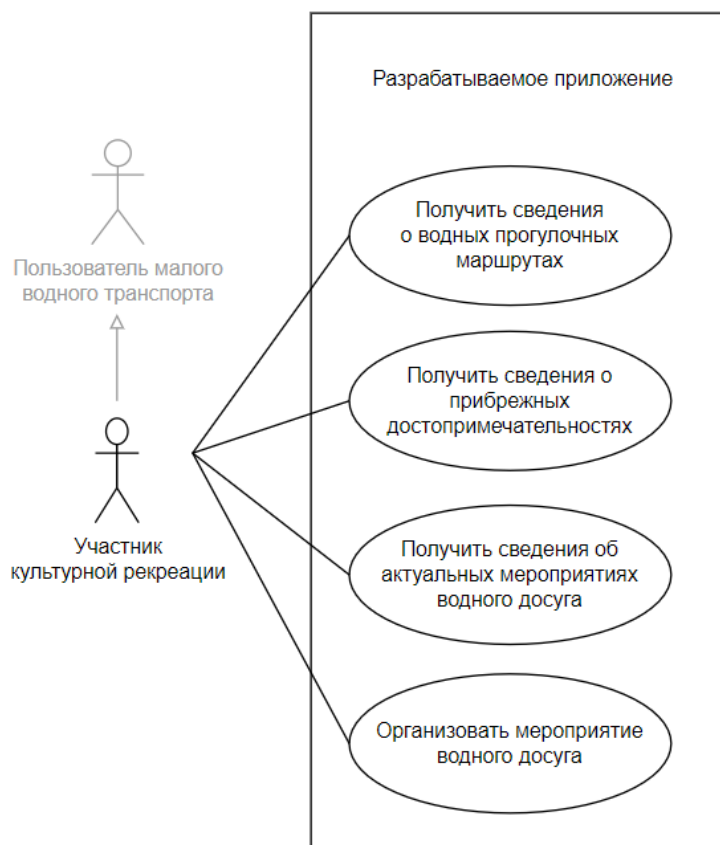 Разрабатываемое приложение
Пользователь малого
водного транспорта
Участник
культурной рекреации
Получить сведения
о водных прогулочных
маршрутах
Получить сведения о
прибрежных
достопримечательностях
Получить сведения об
актуальных мероприятиях
водного досуга
Организовать мероприятие
водного досуга